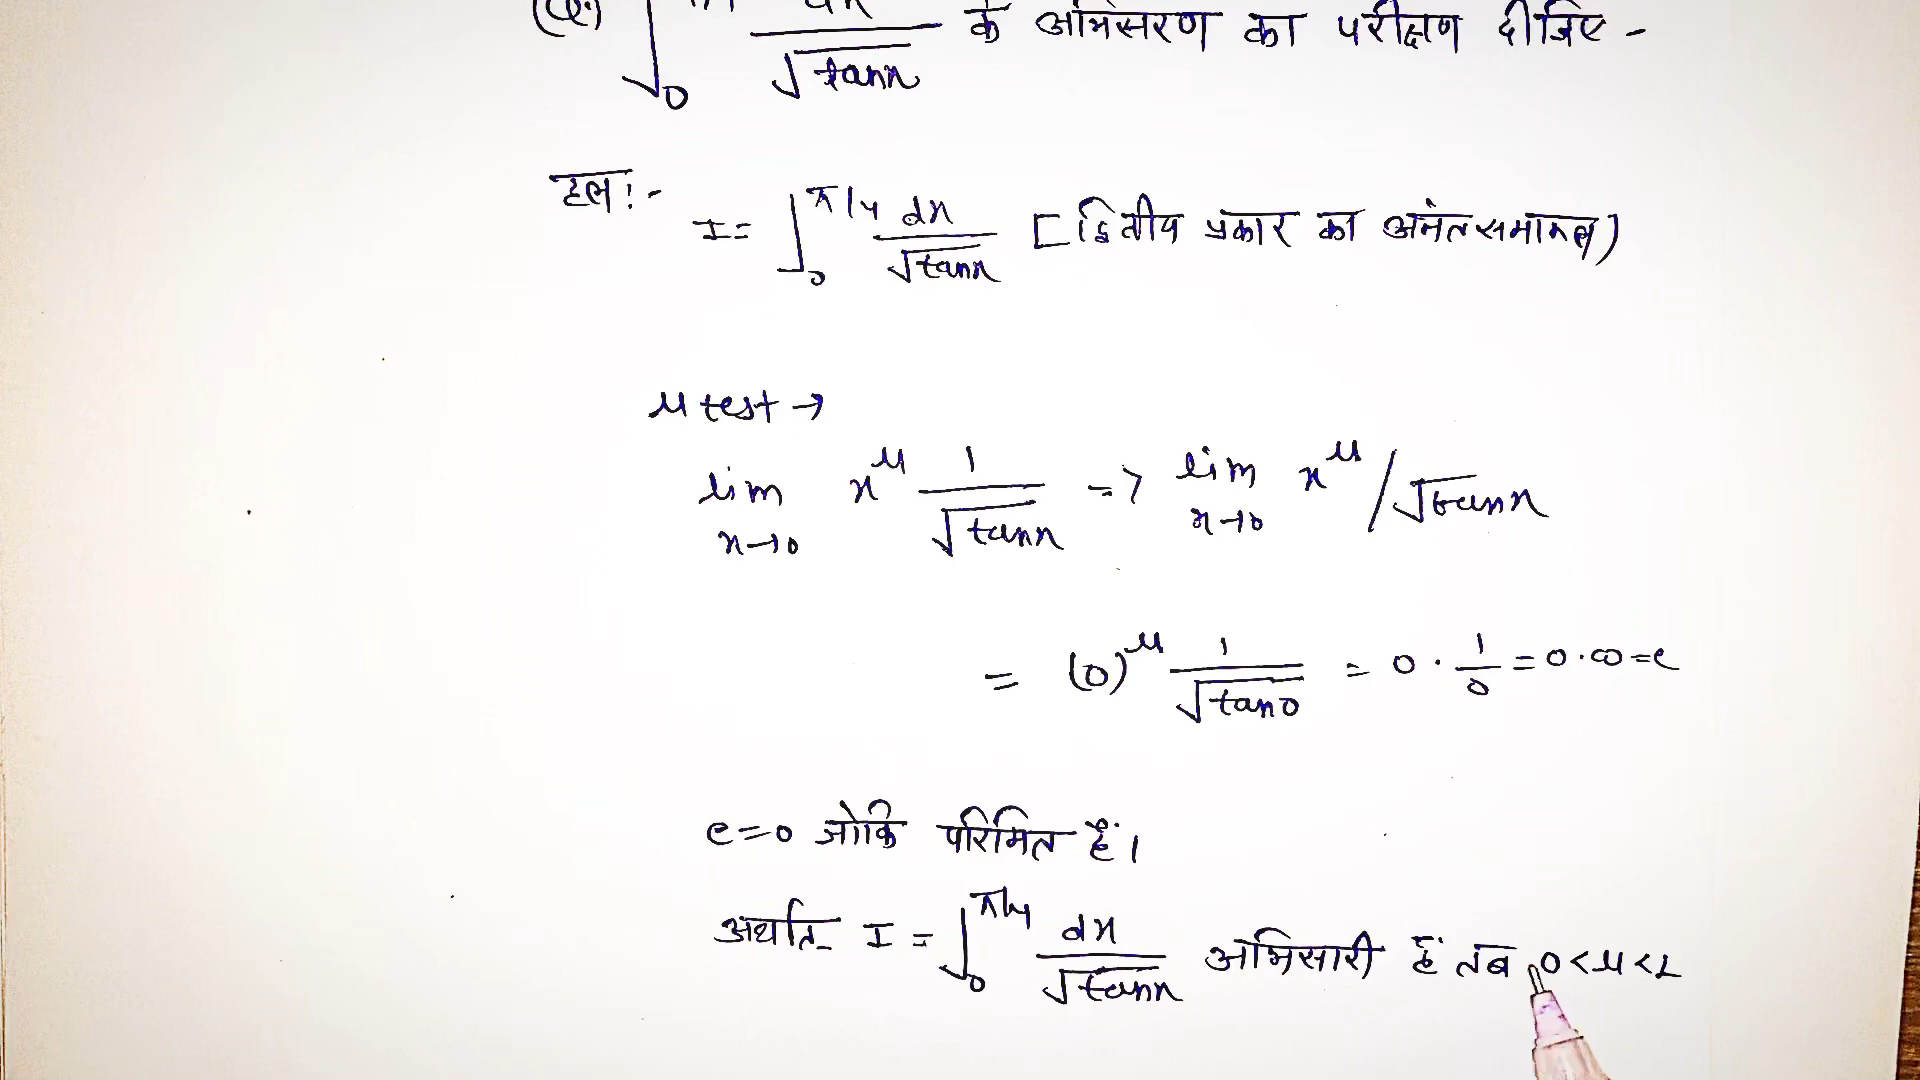 ∫₀ dx/√tanx के अभिसरण का परीक्षण दीजिए -
हल:- I = ∫₀^π/4 dx/√tanx [द्वितीय प्रकार का अनंत समाकल)
μ test →
lim x→0 x^μ 1/√tanx => lim x→0 x^μ/√tanx
= (0)^μ 1/√tan0 = 0 · 1/0 = 0·∞ = e
e=0 जोकि परिमित हैं।
अर्थात- I = ∫₀^π/4 dx/√tanx अभिसारी हैं तब 0<μ<1